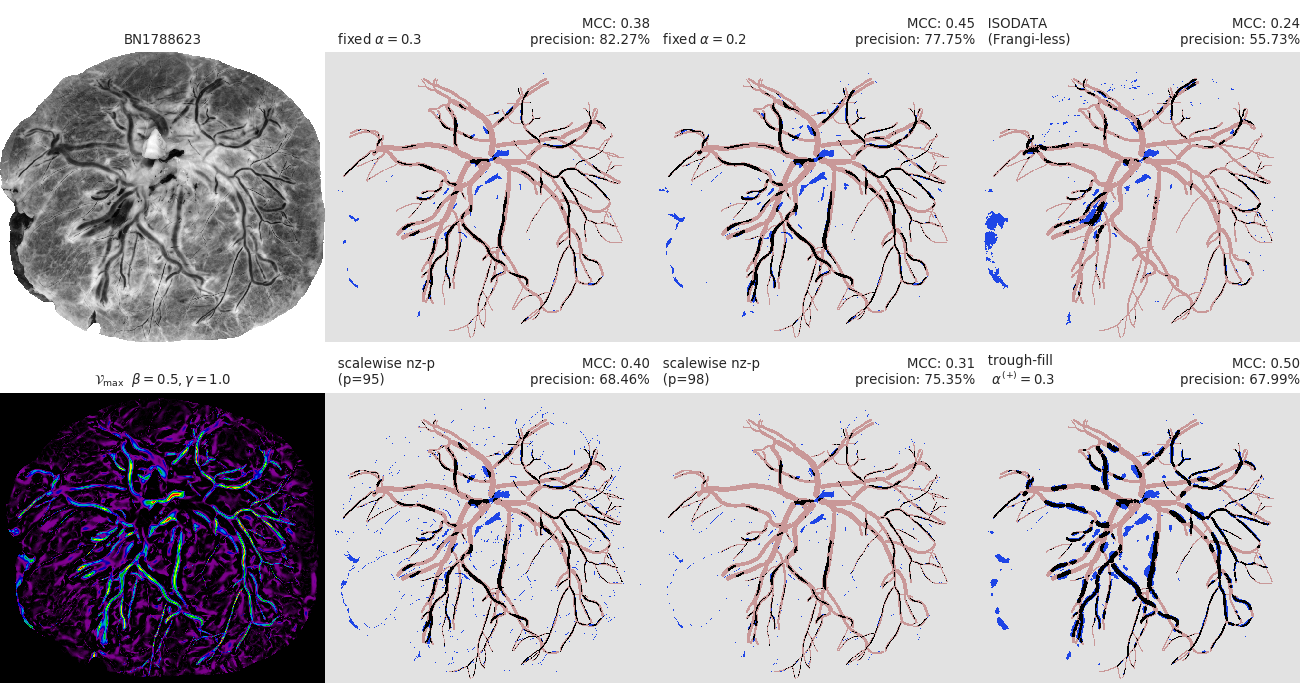 BN1788623
fixed α = 0.3
MCC: 0.38
precision: 82.27%
fixed α = 0.2
MCC: 0.45
precision: 77.75%
ISODATA
(Frangi-less)
MCC: 0.24
precision: 55.73%
𝒱max β = 0.5, γ = 1.0
scalewise nz-p
(p=95)
MCC: 0.40
precision: 68.46%
scalewise nz-p
(p=98)
MCC: 0.31
precision: 75.35%
trough-fill
α(+) = 0.3
MCC: 0.50
precision: 67.99%